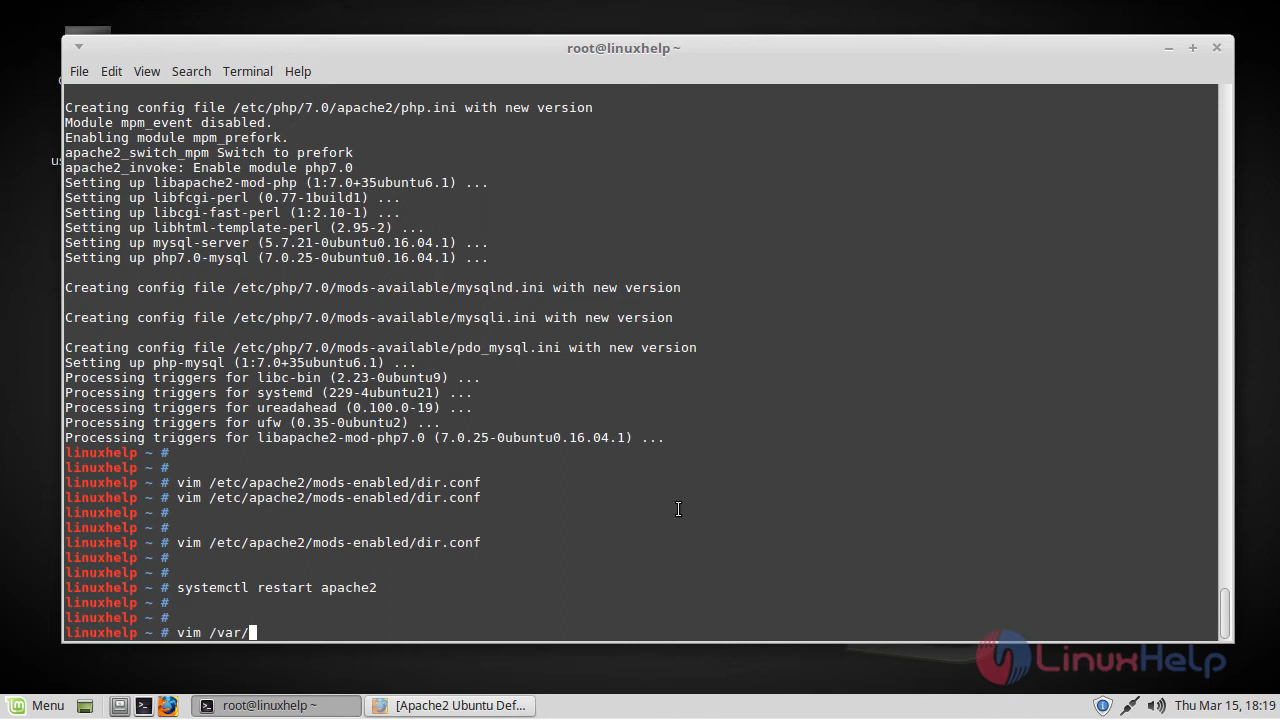 root@linuxhelp ~
File Edit View Search Terminal Help
Creating config file /etc/php/7.0/apache2/php.ini with new version
Module mpm_event disabled.
Enabling module mpm_prefork.
apache2_switch_mpm Switch to prefork
apache2_invoke: Enable module php7.0
Setting up libapache2-mod-php (1:7.0+35ubuntu6.1) ...
Setting up libfcgi-perl (0.77-1build1) ...
Setting up libcgi-fast-perl (1:2.10-1) ...
Setting up libhtml-template-perl (2.95-2) ...
Setting up mysql-server (5.7.21-0ubuntu0.16.04.1) ...
Setting up php7.0-mysql (7.0.25-0ubuntu0.16.04.1) ...
Creating config file /etc/php/7.0/mods-available/mysqlnd.ini with new version
Creating config file /etc/php/7.0/mods-available/mysqli.ini with new version
Creating config file /etc/php/7.0/mods-available/pdo_mysql.ini with new version
Setting up php-mysql (1:7.0+35ubuntu6.1) ...
Processing triggers for libc-bin (2.23-0ubuntu9) ...
Processing triggers for systemd (229-4ubuntu21) ...
Processing triggers for ureadahead (0.100.0-19) ...
Processing triggers for ufw (0.35-0ubuntu2) ...
Processing triggers for libapache2-mod-php7.0 (7.0.25-0ubuntu0.16.04.1) ...
linuxhelp ~ #
linuxhelp ~ #
linuxhelp ~ # vim /etc/apache2/mods-enabled/dir.conf
linuxhelp ~ # vim /etc/apache2/mods-enabled/dir.conf
linuxhelp ~ #
linuxhelp ~ #
linuxhelp ~ # vim /etc/apache2/mods-enabled/dir.conf
linuxhelp ~ #
linuxhelp ~ #
linuxhelp ~ # systemctl restart apache2
linuxhelp ~ #
linuxhelp ~ #
linuxhelp ~ # vim /var/
LinuxHelp
Menu root@linuxhelp ~ [Apache2 Ubuntu Def... Thu Mar 15, 18:19